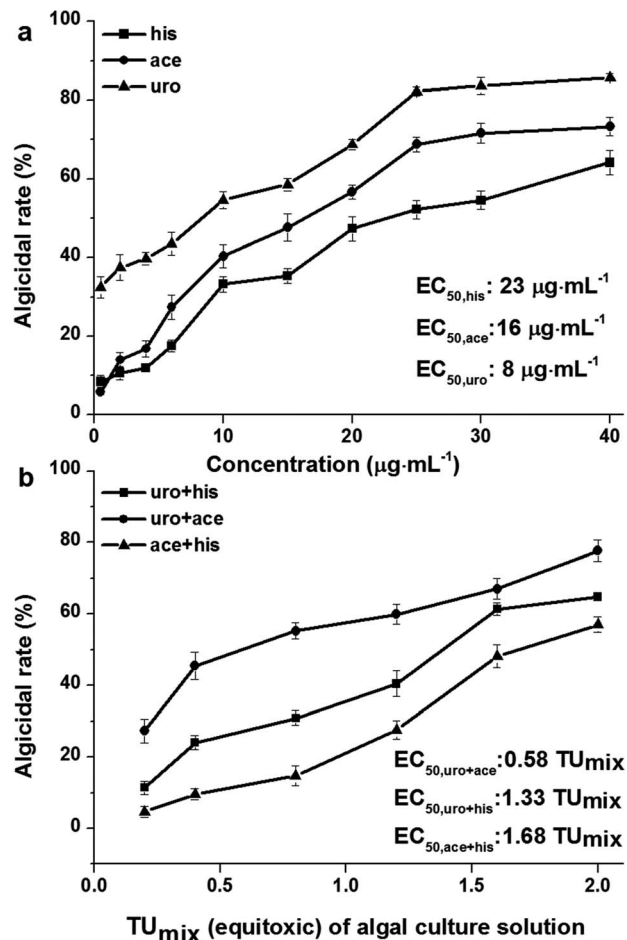 a
his
ace
uro
100
80
60
40
20
0
Algicidal rate (%)
EC50,his: 23 μg·mL-1
EC50,ace:16 μg·mL-1
EC50,uro: 8 μg·mL-1
0 10 20 30 40
Concentration (μg·mL-1)
b
uro+his
uro+ace
ace+his
100
80
60
40
20
0
Algicidal rate (%)
EC50,uro+ace:0.58 TUmix
EC50,uro+his:1.33 TUmix
EC50,ace+his:1.68 TUmix
0.0 0.5 1.0 1.5 2.0
TUmix (equitoxic) of algal culture solution